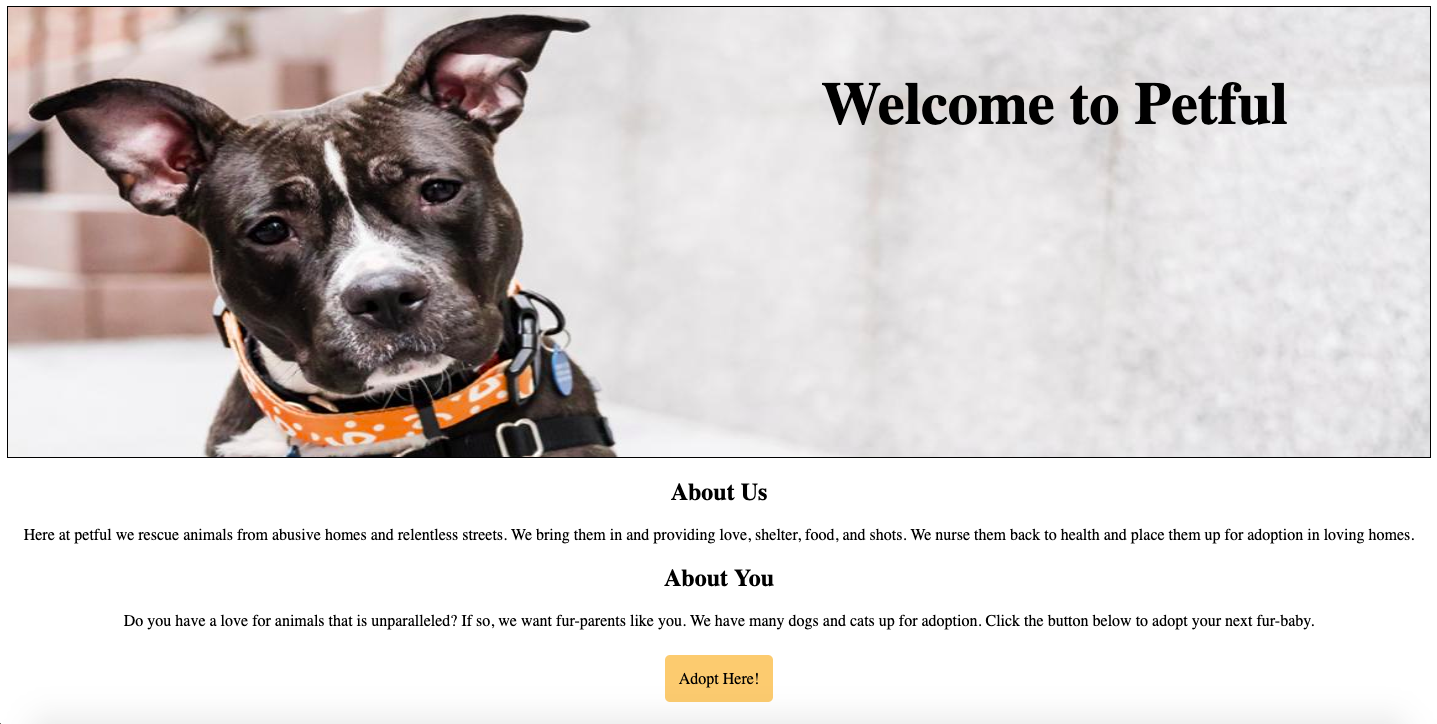 Welcome to Petful
About Us
Here at petful we rescue animals from abusive homes and relentless streets. We bring them in and providing love, shelter, food, and shots. We nurse them back to health and place them up for adoption in loving homes.
About You
Do you have a love for animals that is unparalleled? If so, we want fur-parents like you. We have many dogs and cats up for adoption. Click the button below to adopt your next fur-baby.
Adopt Here!